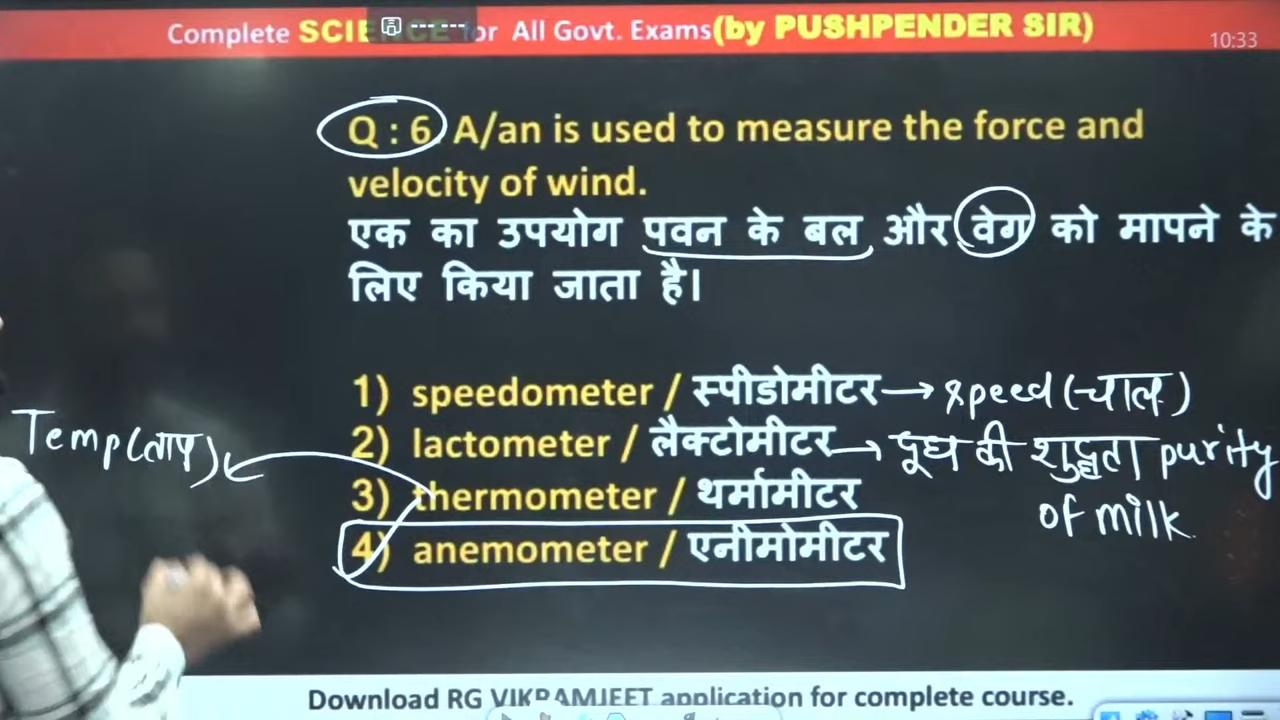 Complete SCIENCE for All Govt. Exams(by PUSHPENDER SIR)
10:33
Q : 6 A/an is used to measure the force and
velocity of wind.
एक का उपयोग पवन के बल और वेग को मापने के
लिए किया जाता है।
1) speedometer / स्पीडोमीटर → speed (चाल)
2) lactometer / लैक्टोमीटर → दूध की शुद्धता purity
of milk
Temp(ताप)
3) thermometer / थर्मामीटर
4) anemometer / एनीमोमीटर
Download RG VIKRAMJEET application for complete course.